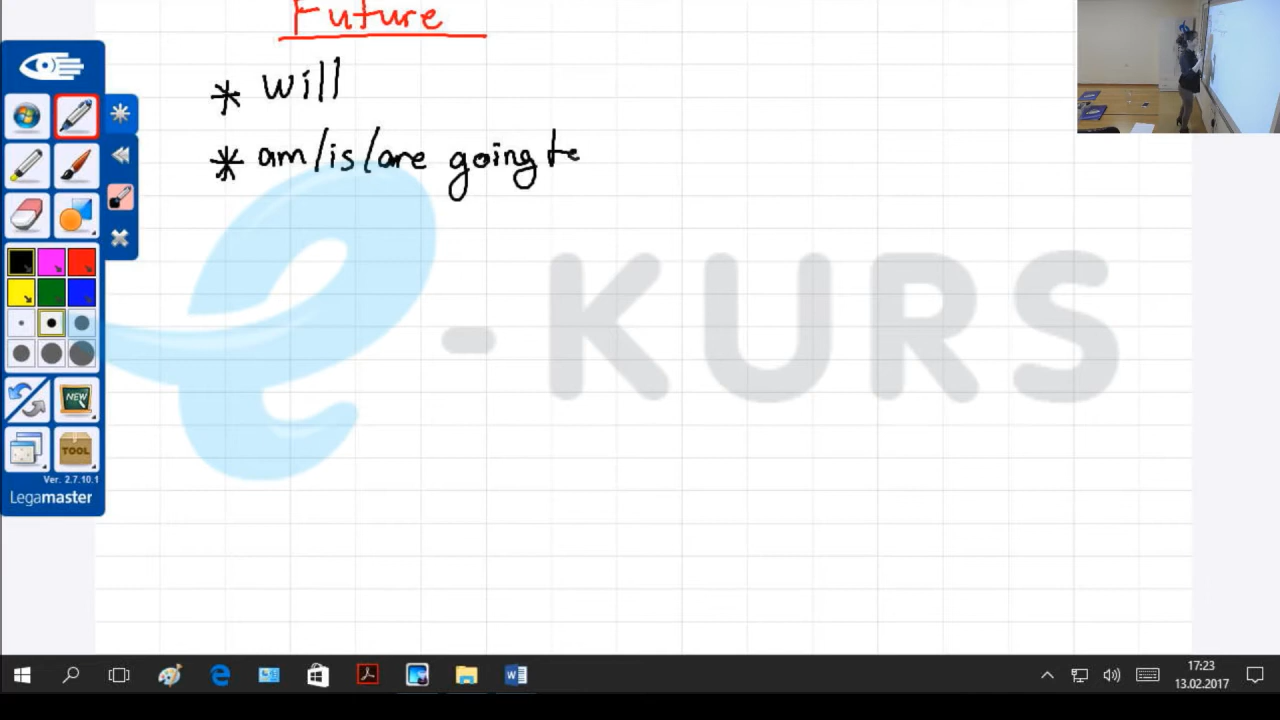 Future
* will
* am/is/are going to
e-KURS
NEW
TOOL
Ver. 2.7.10.1
Legamaster
17:23
13.02.2017